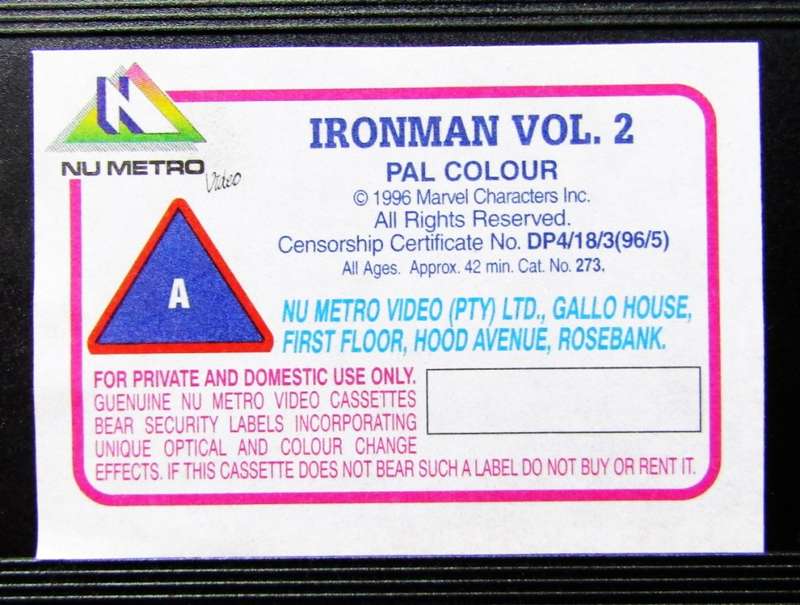 N
NU METRO
Video
IRONMAN VOL. 2
PAL COLOUR
© 1996 Marvel Characters Inc.
All Rights Reserved.
Censorship Certificate No. DP4/18/3(96/5)
All Ages. Approx. 42 min. Cat. No. 273.
A
NU METRO VIDEO (PTY) LTD., GALLO HOUSE,
FIRST FLOOR, HOOD AVENUE, ROSEBANK.
FOR PRIVATE AND DOMESTIC USE ONLY.
GUENUINE NU METRO VIDEO CASSETTES
BEAR SECURITY LABELS INCORPORATING
UNIQUE OPTICAL AND COLOUR CHANGE
EFFECTS. IF THIS CASSETTE DOES NOT BEAR SUCH A LABEL DO NOT BUY OR RENT IT.